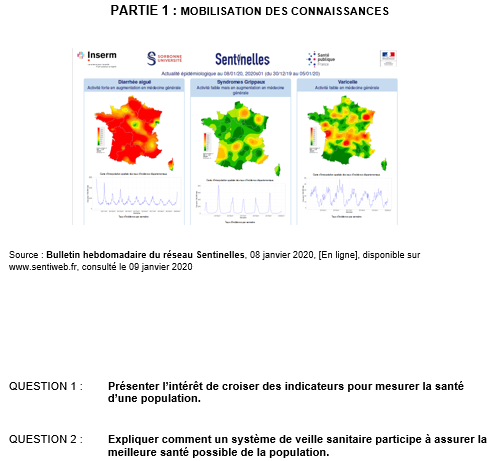 PARTIE 1 : MOBILISATION DES CONNAISSANCES
Inserm
SORBONNE UNIVERSITÉ
Sentinelles
Santé publique France
Actualité épidémiologique au 08/01/20, 2020s01 (du 30/12/19 au 05/01/20)
Diarrhée aiguë
Activité forte en augmentation en médecine générale
Syndromes Grippaux
Activité faible mais en augmentation en médecine générale
Varicelle
Activité faible en médecine générale
Source : Bulletin hebdomadaire du réseau Sentinelles, 08 janvier 2020, [En ligne], disponible sur
www.sentiweb.fr, consulté le 09 janvier 2020
QUESTION 1 : Présenter l’intérêt de croiser des indicateurs pour mesurer la santé
d’une population.
QUESTION 2 : Expliquer comment un système de veille sanitaire participe à assurer la
meilleure santé possible de la population.